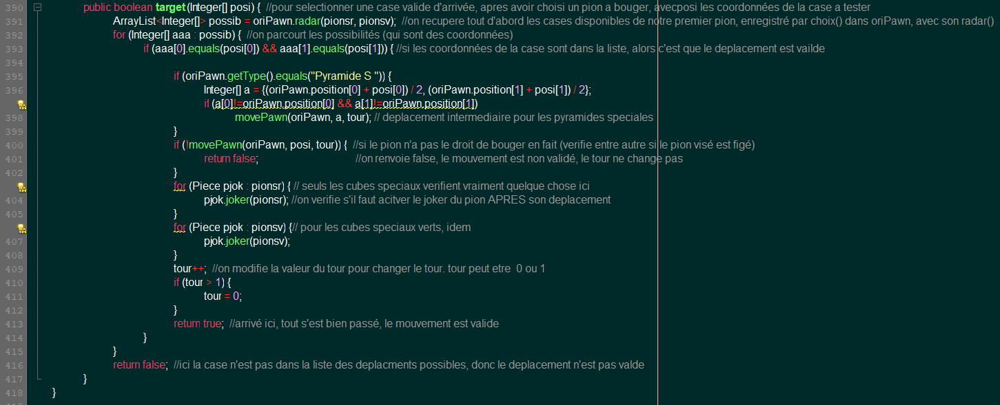 390 public boolean target(Integer[] posi) { //pour selectionner une case valide d'arrivée, apres avoir choisi un pion a bouger, avecposi les coordonnées de la case a tester
391 ArrayList<Integer[]> possib = oriPawn.radar(pionsr, pionsv); //on recupere tout d'abord les cases disponibles de notre premier pion, enregistré par choix() dans oriPawn, avec son radar()
392 for (Integer[] aaa : possib) { //on parcourt les possibilités (qui sont des coordonnées)
393 if (aaa[0].equals(posi[0]) && aaa[1].equals(posi[1])) { //si les coordonnées de la case sont dans la liste, alors c'est que le deplacement est vailde
394
395 if (oriPawn.getType().equals("Pyramide S ")) {
396 Integer[] a = {(oriPawn.position[0] + posi[0]) / 2, (oriPawn.position[1] + posi[1]) / 2};
if (a[0]!=oriPawn.position[0] && a[1]!=oriPawn.position[1])
398 movePawn(oriPawn, a, tour); // deplacement intermediaire pour les pyramides speciales
399 }
400 if (!movePawn(oriPawn, posi, tour)) { //si le pion n'a pas le droit de bouger en fait (verifie entre autre si le pion visé est figé)
401 return false; //on renvoie false, le mouvement est non validé, le tour ne change pas
402 }
for (Piece pjok : pionsr) { // seuls les cubes speciaux verifient vraiment quelque chose ici
404 pjok.joker(pionsr); //on verifie s'il faut acitver le joker du pion APRES son deplacement
405 }
for (Piece pjok : pionsv) {// pour les cubes speciaux verts, idem
407 pjok.joker(pionsv);
408 }
409 tour++; //on modifie la valeur du tour pour changer le tour. tour peut etre  0 ou 1
410 if (tour > 1) {
411 tour = 0;
412 }
413 return true; //arrivé ici, tout s'est bien passé, le mouvement est valide
414 }
415 }
416 return false; //ici la case n'est pas dans la liste des deplacments possibles, donc le deplacement n'est pas valde
417 }
418 }